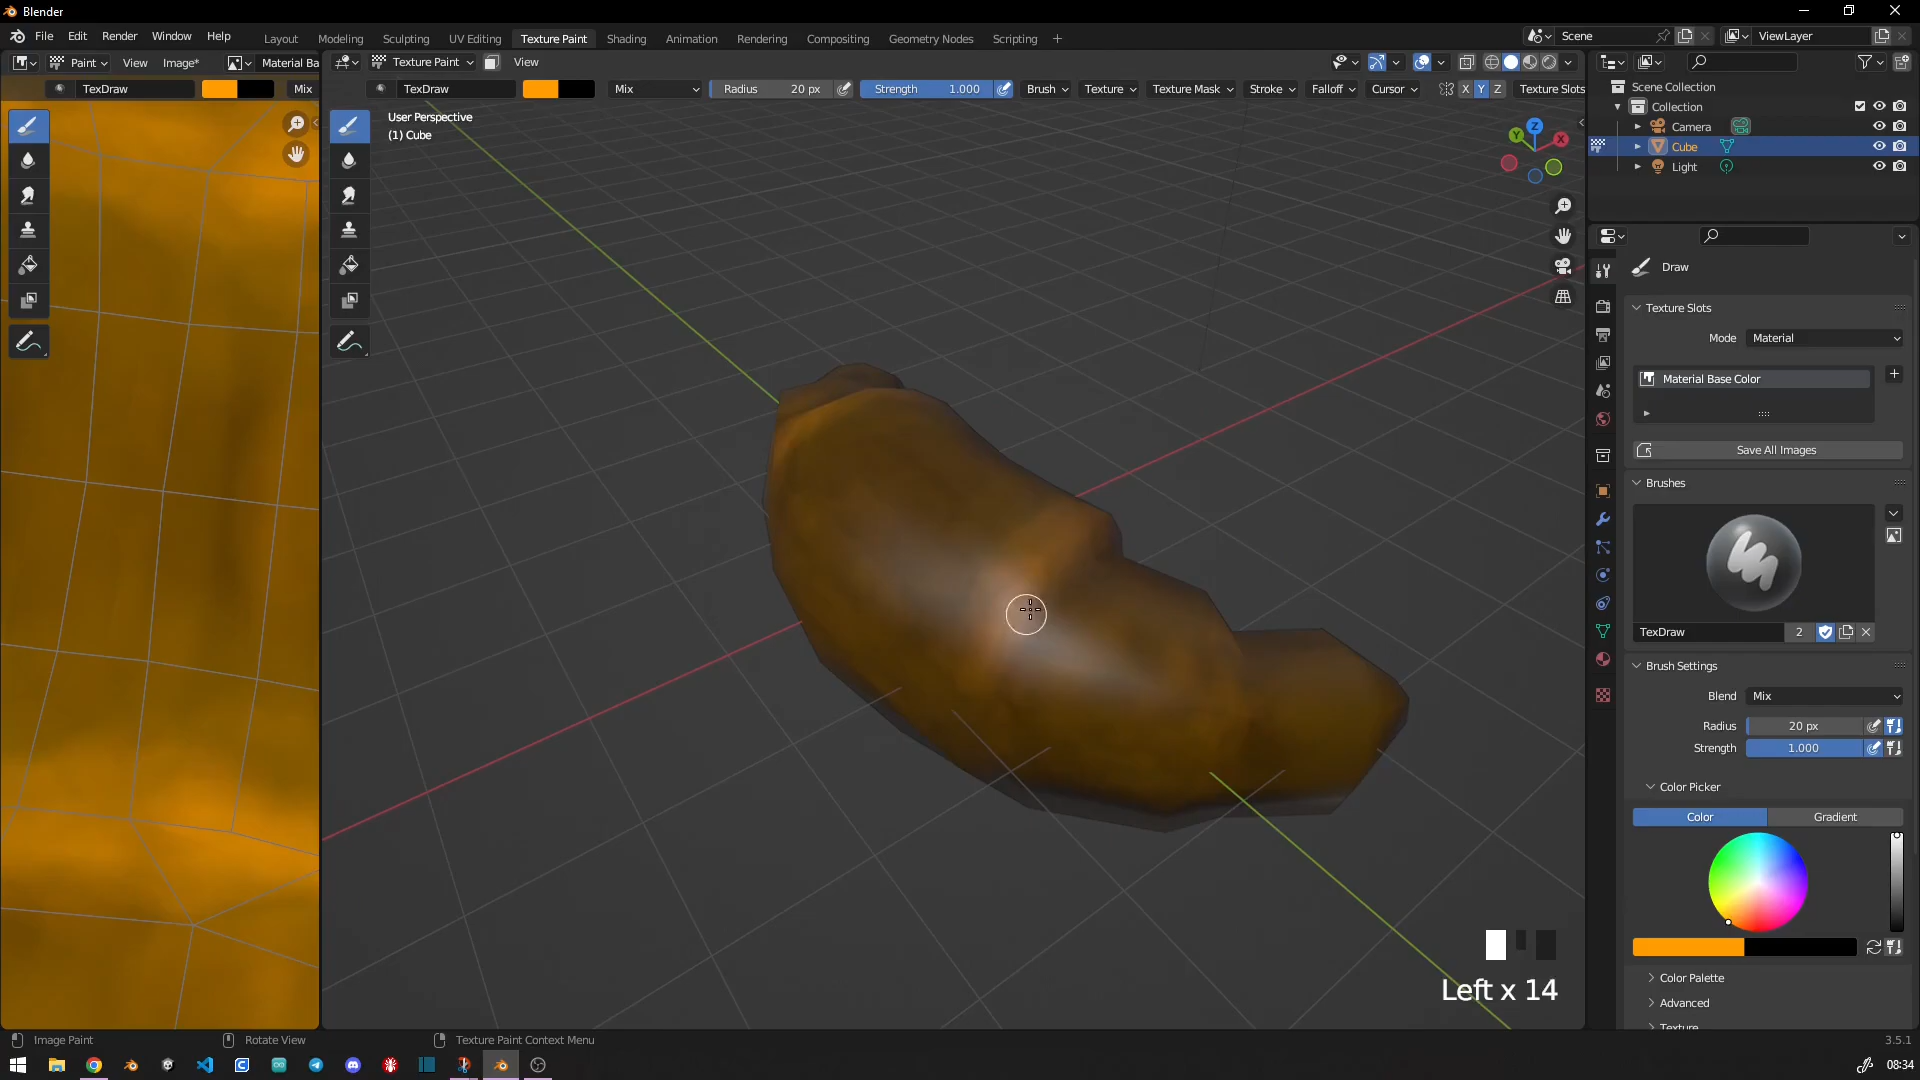 Blender
File Edit Render Window Help Layout Modeling Sculpting UV Editing Texture Paint Shading Animation Rendering Compositing Geometry Nodes Scripting + Scene ViewLayer
Paint View Image* Material Ba Texture Paint View
TexDraw Mix TexDraw Mix Radius 20 px Strength 1.000 Brush Texture Texture Mask Stroke Falloff Cursor X Y Z Texture Slots
User Perspective
(1) Cube
Z
Y
X
Scene Collection
Collection
Camera
Cube
Light
Draw
Texture Slots
Mode Material
Material Base Color
Save All Images
Brushes
TexDraw 2
Brush Settings
Blend Mix
Radius 20 px
Strength 1.000
Color Picker
Color Gradient
Color Palette
Advanced
Texture
Left x 14
Image Paint Rotate View Texture Paint Context Menu 3.5.1
08:34